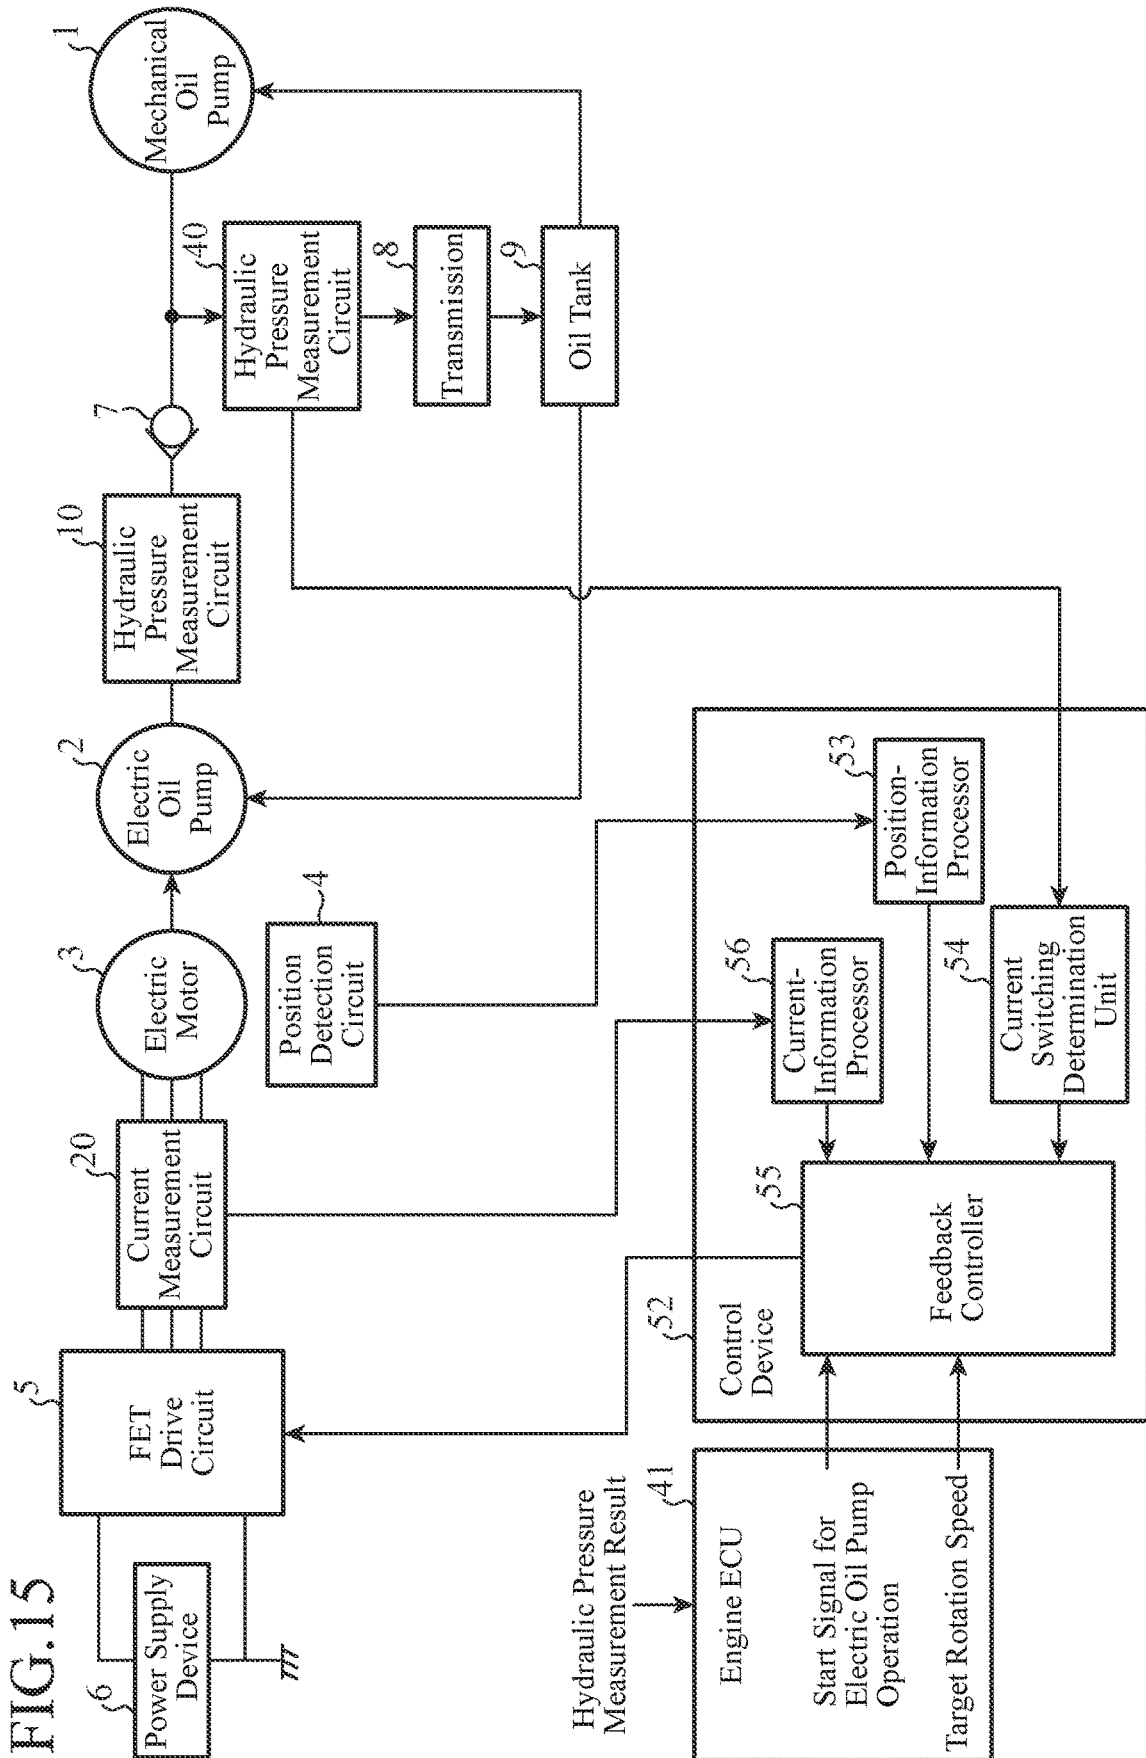 FIG.15
6
Power Supply
Device
5
FET
Drive
Circuit
20
Current
Measurement
Circuit
3
Electric
Motor
2
Electric
Oil
Pump
10
Hydraulic
Pressure
Measurement
Circuit
7
1
Mechanical
Oil
Pump
4
Position
Detection
Circuit
40
Hydraulic
Pressure
Measurement
Circuit
8
Transmission
9
Oil Tank
Hydraulic Pressure
Measurement Result
41
Engine ECU
Start Signal for
Electric Oil Pump
Operation
Target Rotation Speed
52
Control
Device
55
Feedback
Controller
56
Current-
Information
Processor
53
Position-
Information
Processor
54
Current
Switching
Determination
Unit